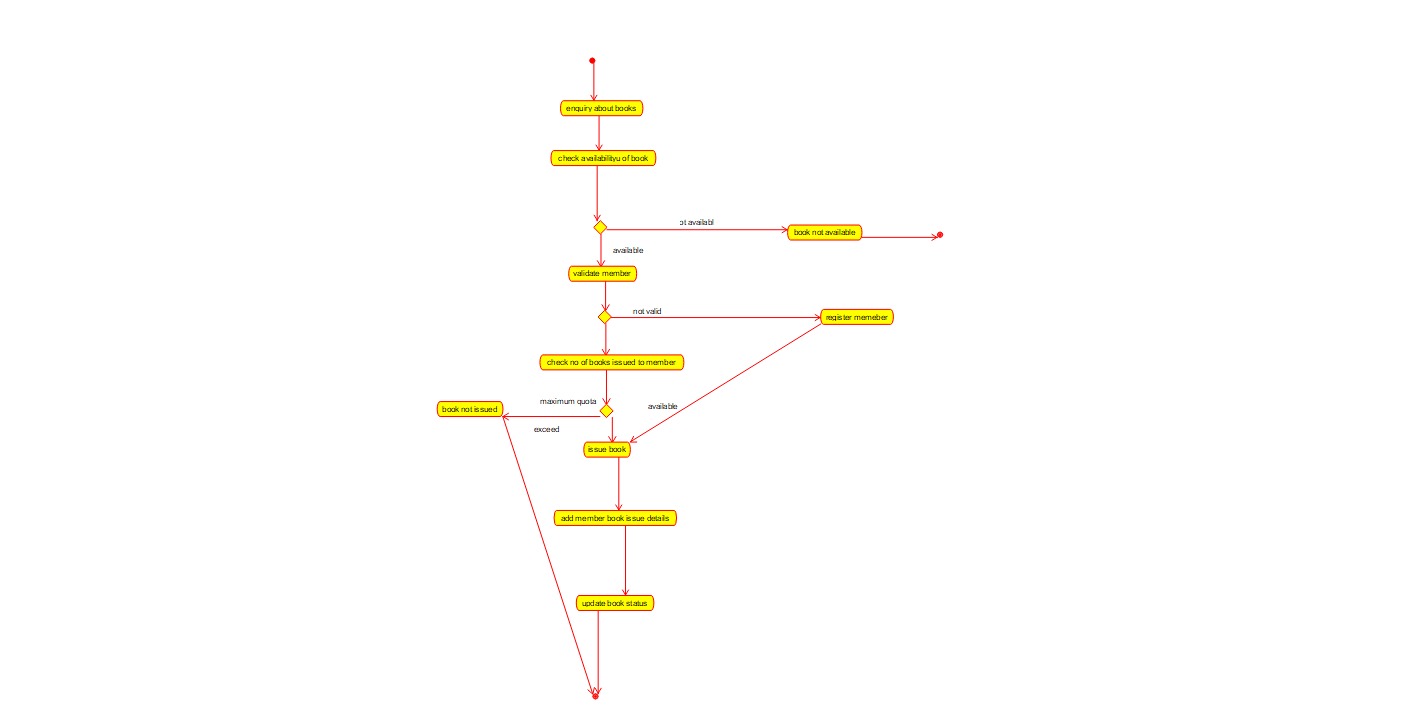 enquiry about books
check availabilityu of book
ot availabl
book not available
available
validate member
not valid
register memeber
check no of books issued to member
maximum quota
available
book not issued
exceed
issue book
add member book issue details
update book status